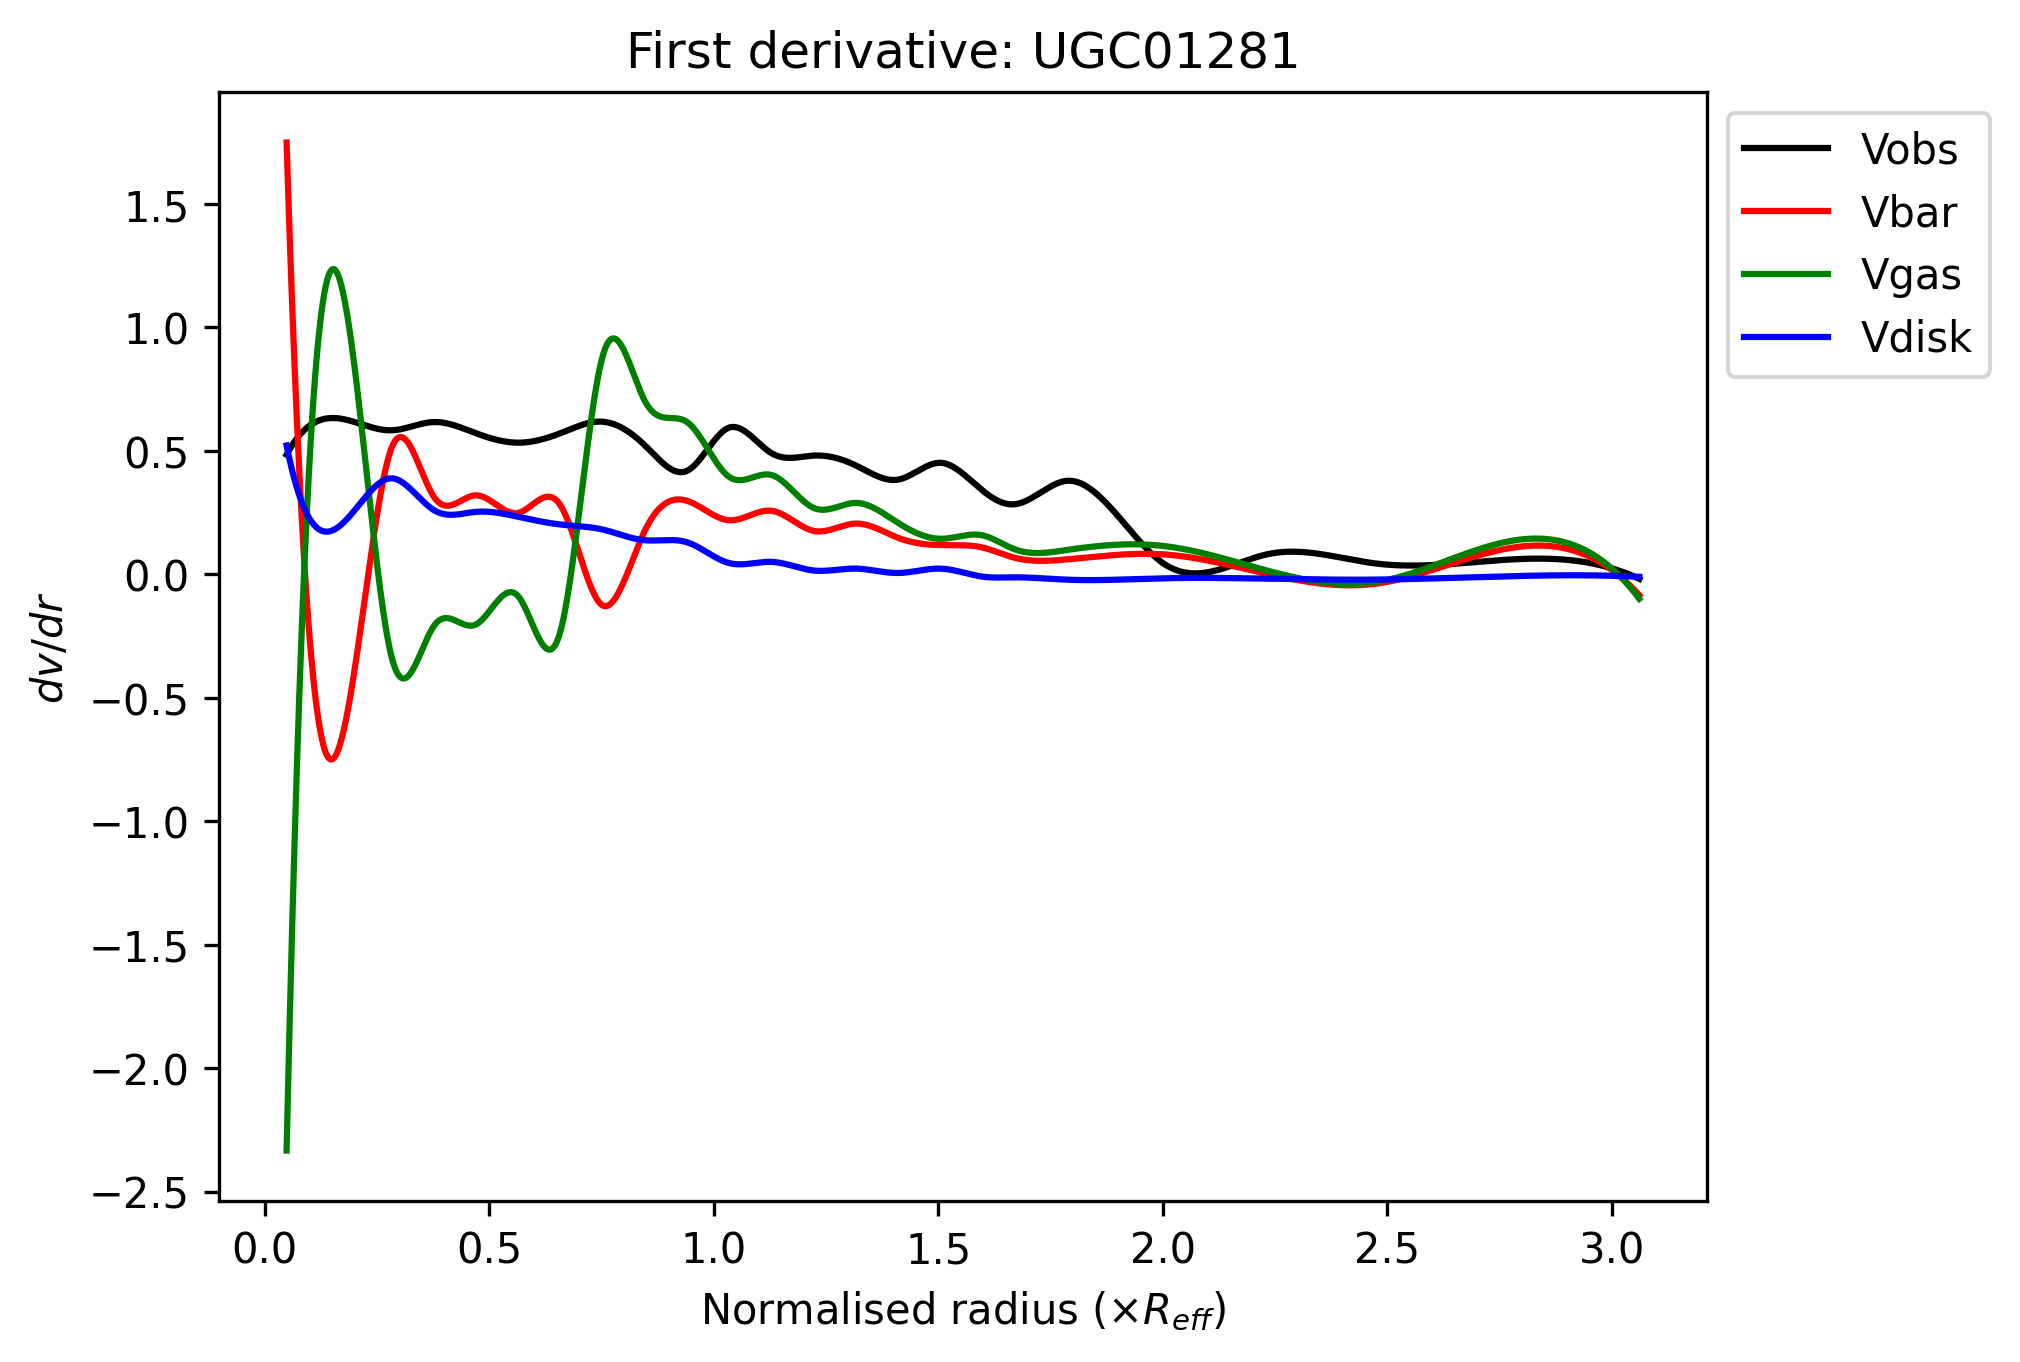 First derivative: UGC01281
Vobs
Vbar
Vgas
Vdisk
dv/dr
1.5
1.0
0.5
0.0
−0.5
−1.0
−1.5
−2.0
−2.5
0.0 0.5 1.0 1.5 2.0 2.5 3.0
Normalised radius (×R_eff)